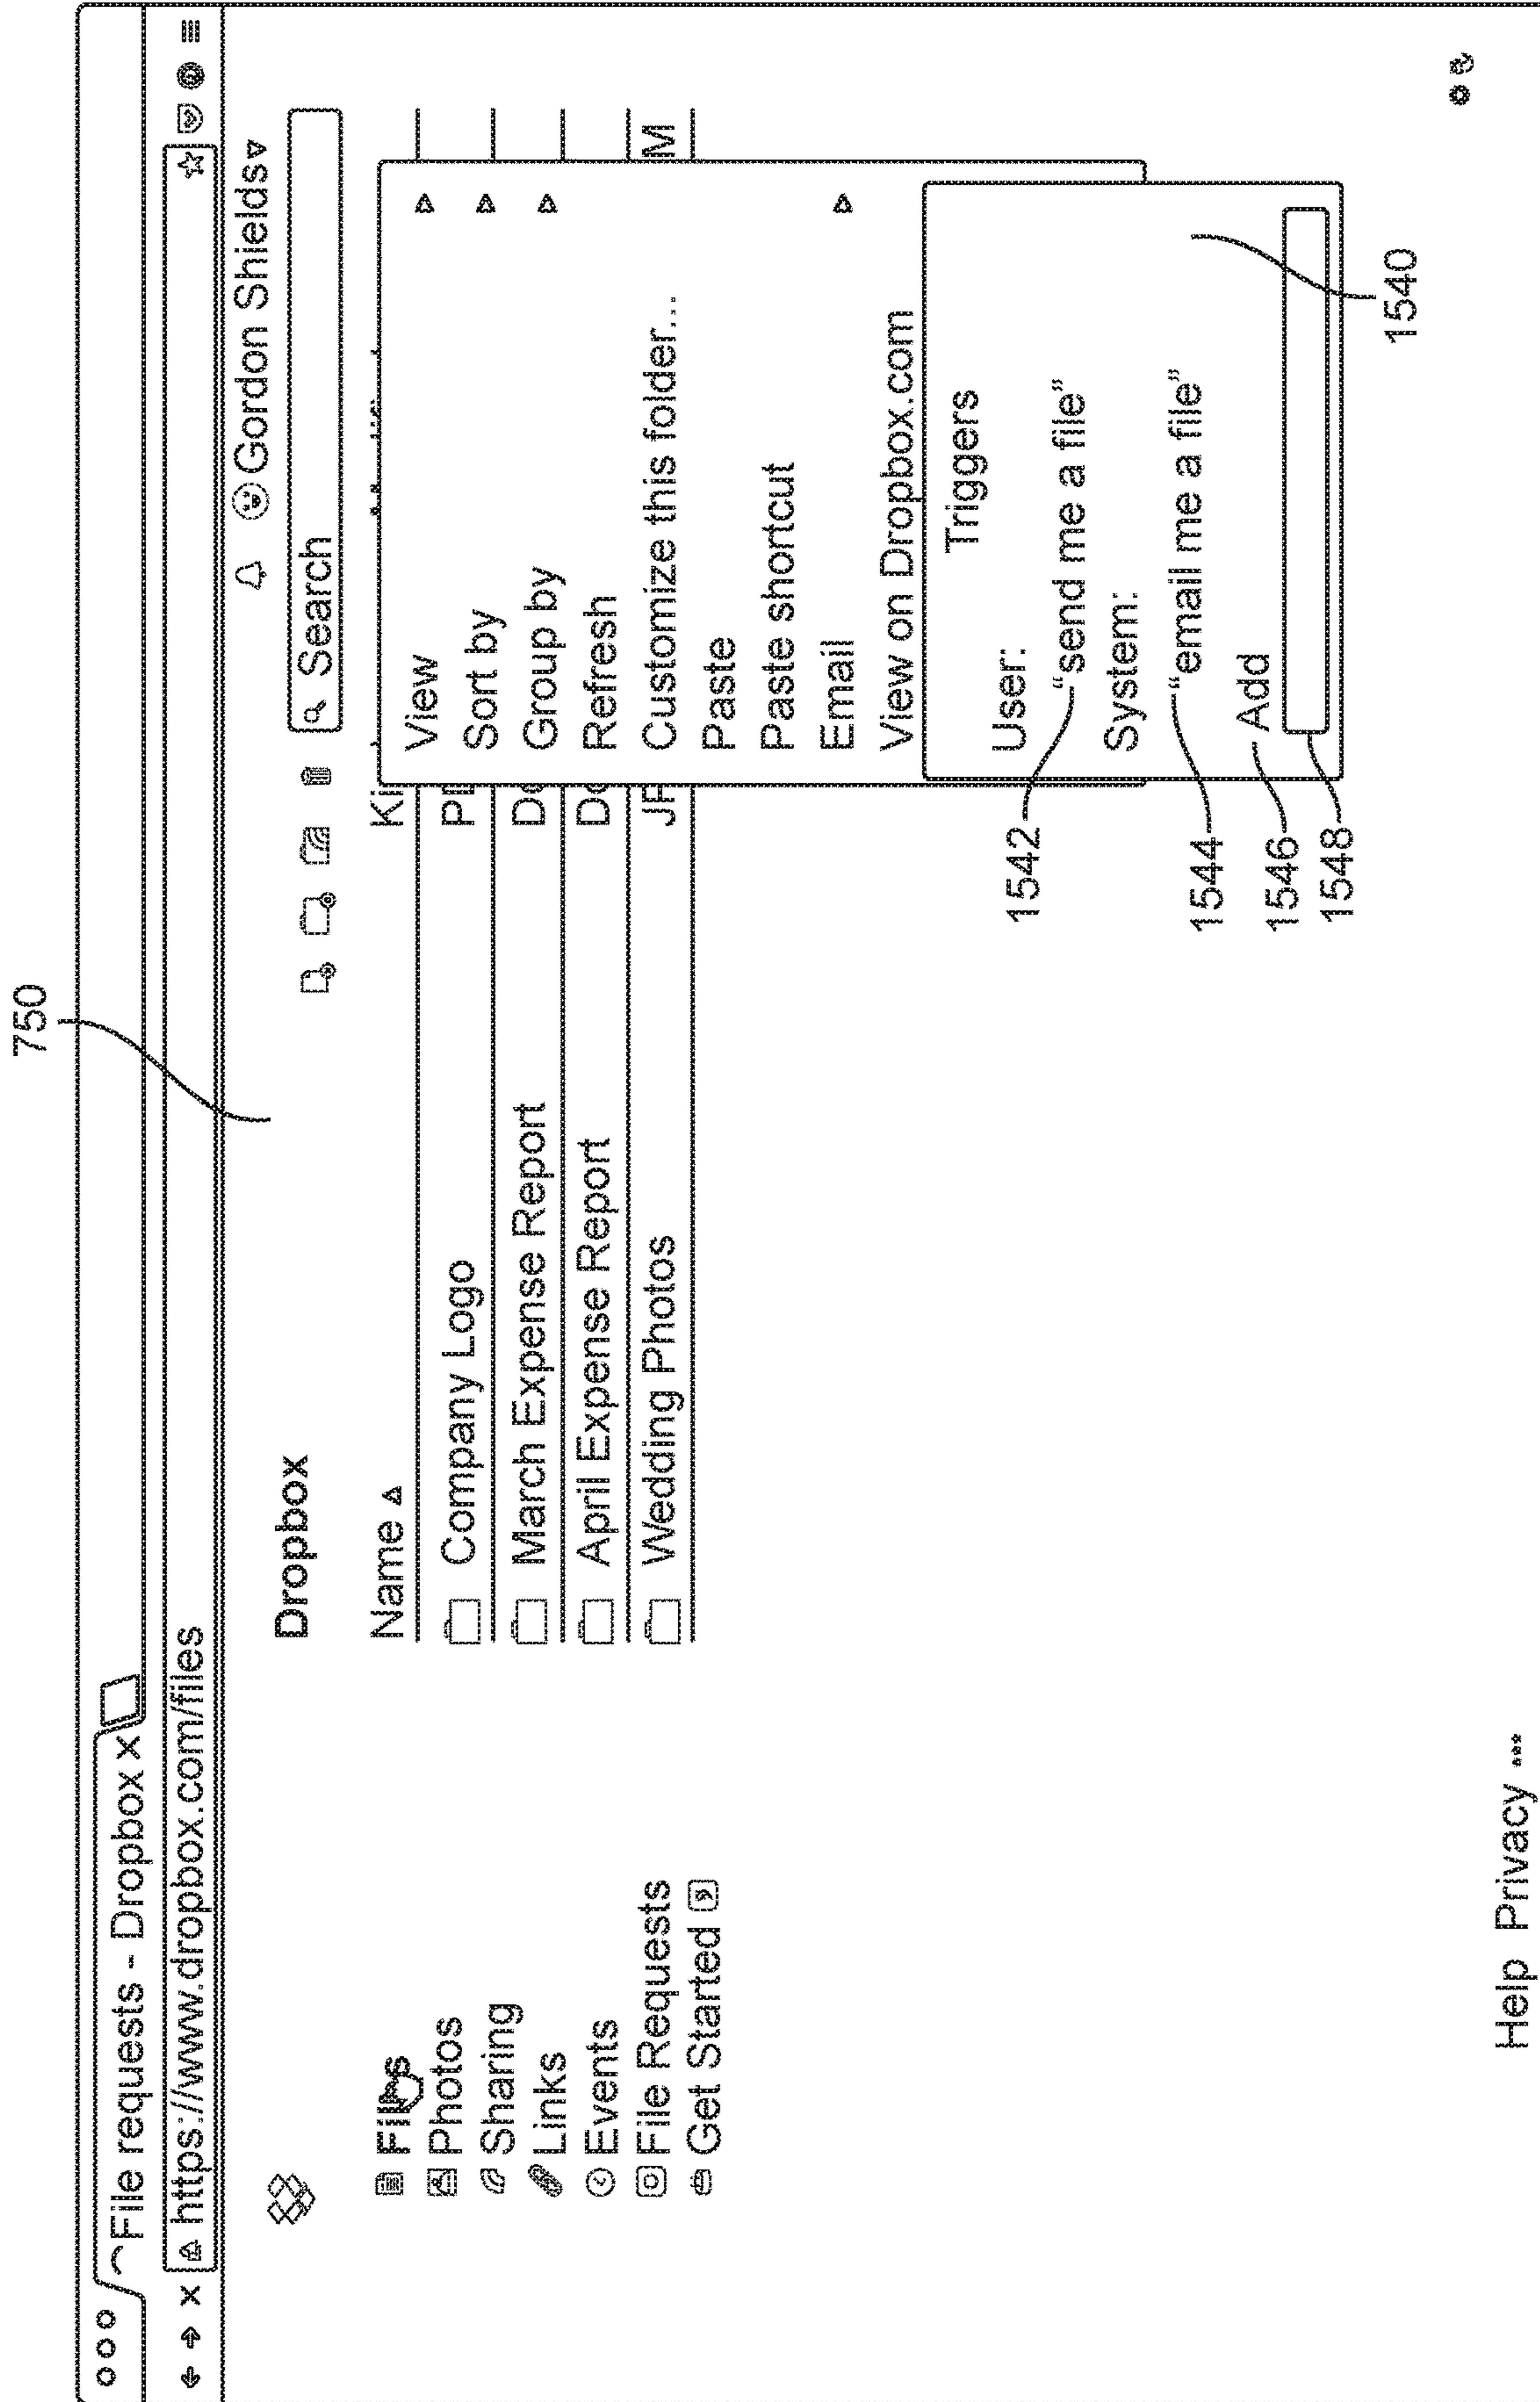 750
File requests - Dropbox x
https://www.dropbox.com/files
Gordon Shields
Dropbox
Search
Files
Photos
Sharing
Links
Events
File Requests
Get Started
Name
Company Logo
March Expense Report
April Expense Report
Wedding Photos
Ki
M
View
Sort by
Group by
Refresh
Customize this folder...
Paste
Paste shortcut
Email
View on Dropbox.com
Triggers
User:
“send me a file”
System:
“email me a file”
Add
1542
1544
1546
1548
1540
Help Privacy ...